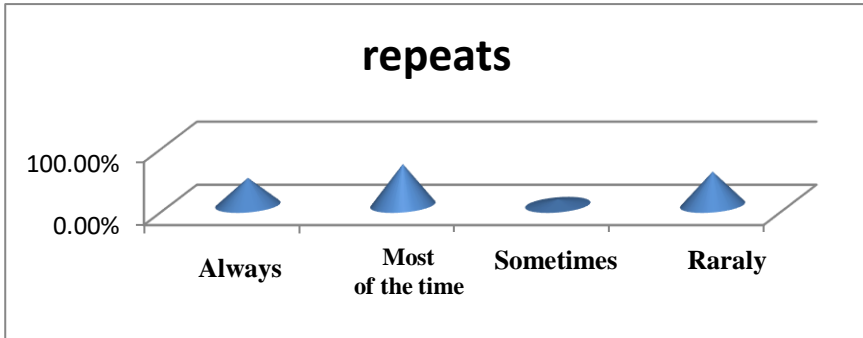 repeats
100.00%
0.00%
Always
Most
of the time
Sometimes
Raraly